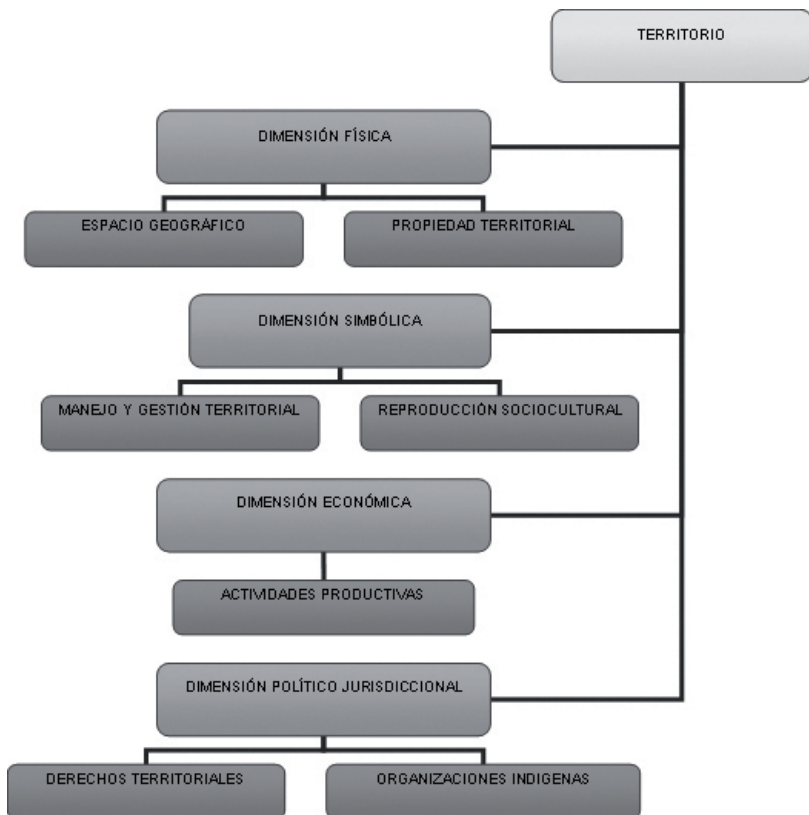 TERRITORIO
DIMENSIÓN FÍSICA
ESPACIO GEOGRÁFICO
PROPIEDAD TERRITORIAL
DIMENSIÓN SIMBÓLICA
MANEJO Y GESTIÓN TERRITORIAL
REPRODUCCIÓN SOCIOCULTURAL
DIMENSIÓN ECONÓMICA
ACTIVIDADES PRODUCTIVAS
DIMENSIÓN POLÍTICO JURISDICCIONAL
DERECHOS TERRITORIALES
ORGANIZACIONES INDIGENAS